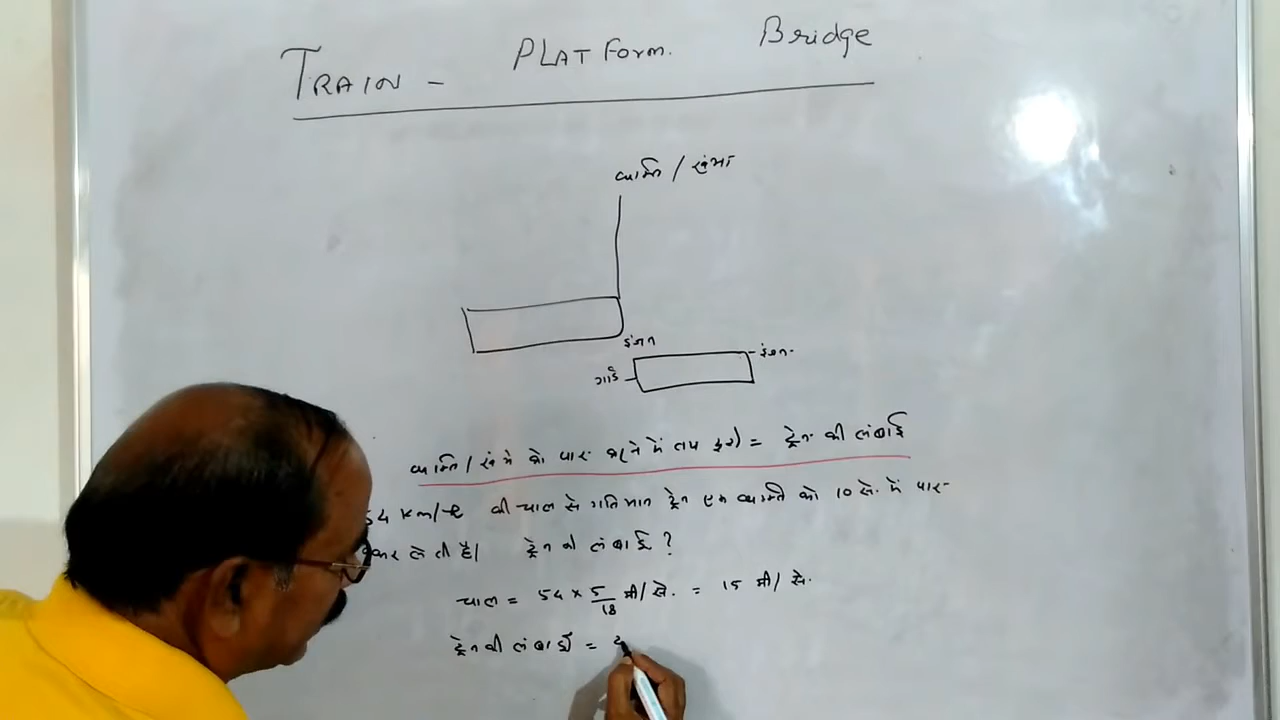 TRAIN - PLATFORM. Bridge
व्यक्ति / खंभा
इंजन
गार्ड
इंजन.
व्यक्ति / खंभे को पार करने में तय दूरी = ट्रेन की लंबाई
54 Km/ की चाल से गतिमान ट्रेन एक व्यक्ति को 10 से. में पार
कर लेती है। ट्रेन की लंबाई ?
चाल = 54 × 5/18 मी/से. = 15 मी/से.
ट्रेन की लंबाई =